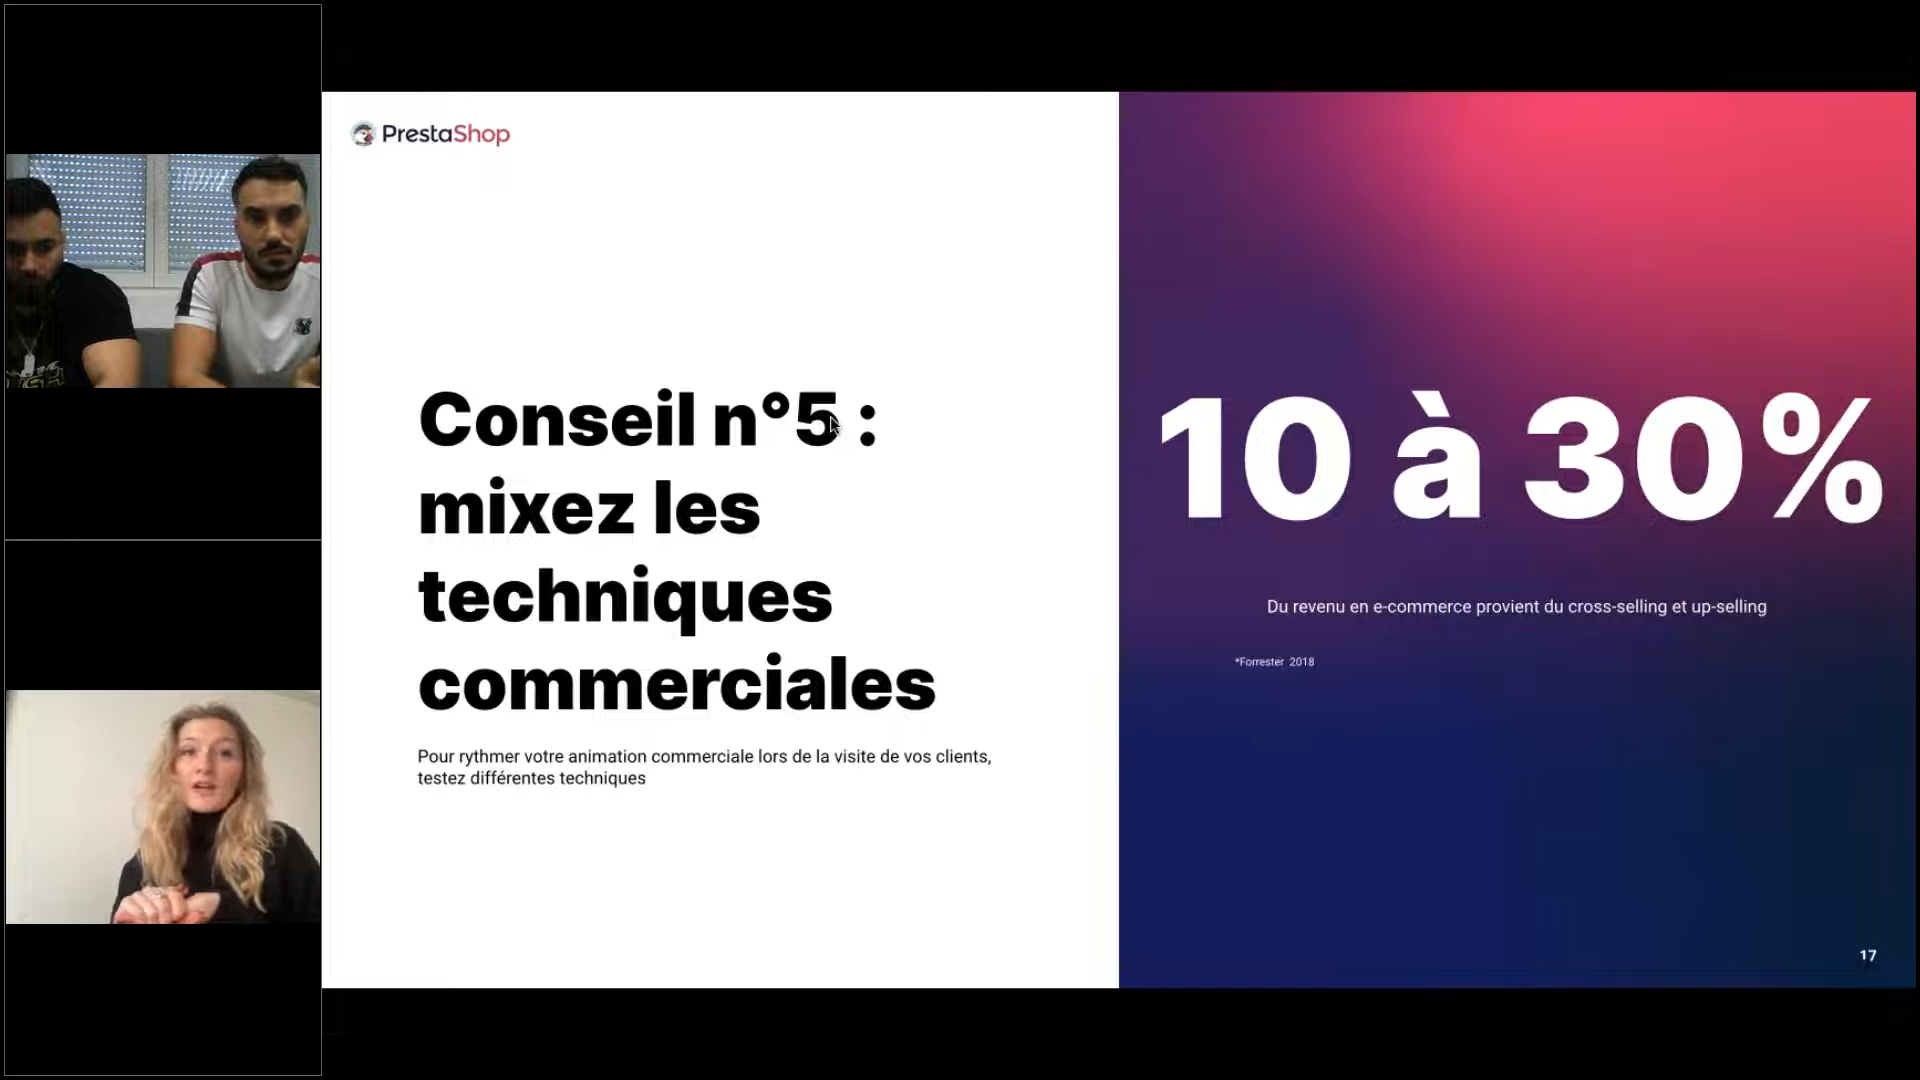 PrestaShop
Conseil n°5 :
mixez les
techniques
commerciales
Pour rythmer votre animation commerciale lors de la visite de vos clients,
testez différentes techniques
10 à 30%
Du revenu en e-commerce provient du cross-selling et up-selling
*Forrester 2018
17